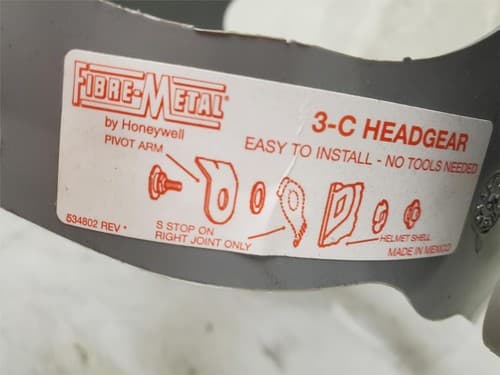 FIBRE-METAL®
by Honeywell
3-C HEADGEAR
EASY TO INSTALL - NO TOOLS NEEDED
PIVOT ARM
S STOP ON
RIGHT JOINT ONLY
HELMET SHELL
534802 REV *
MADE IN MEXICO